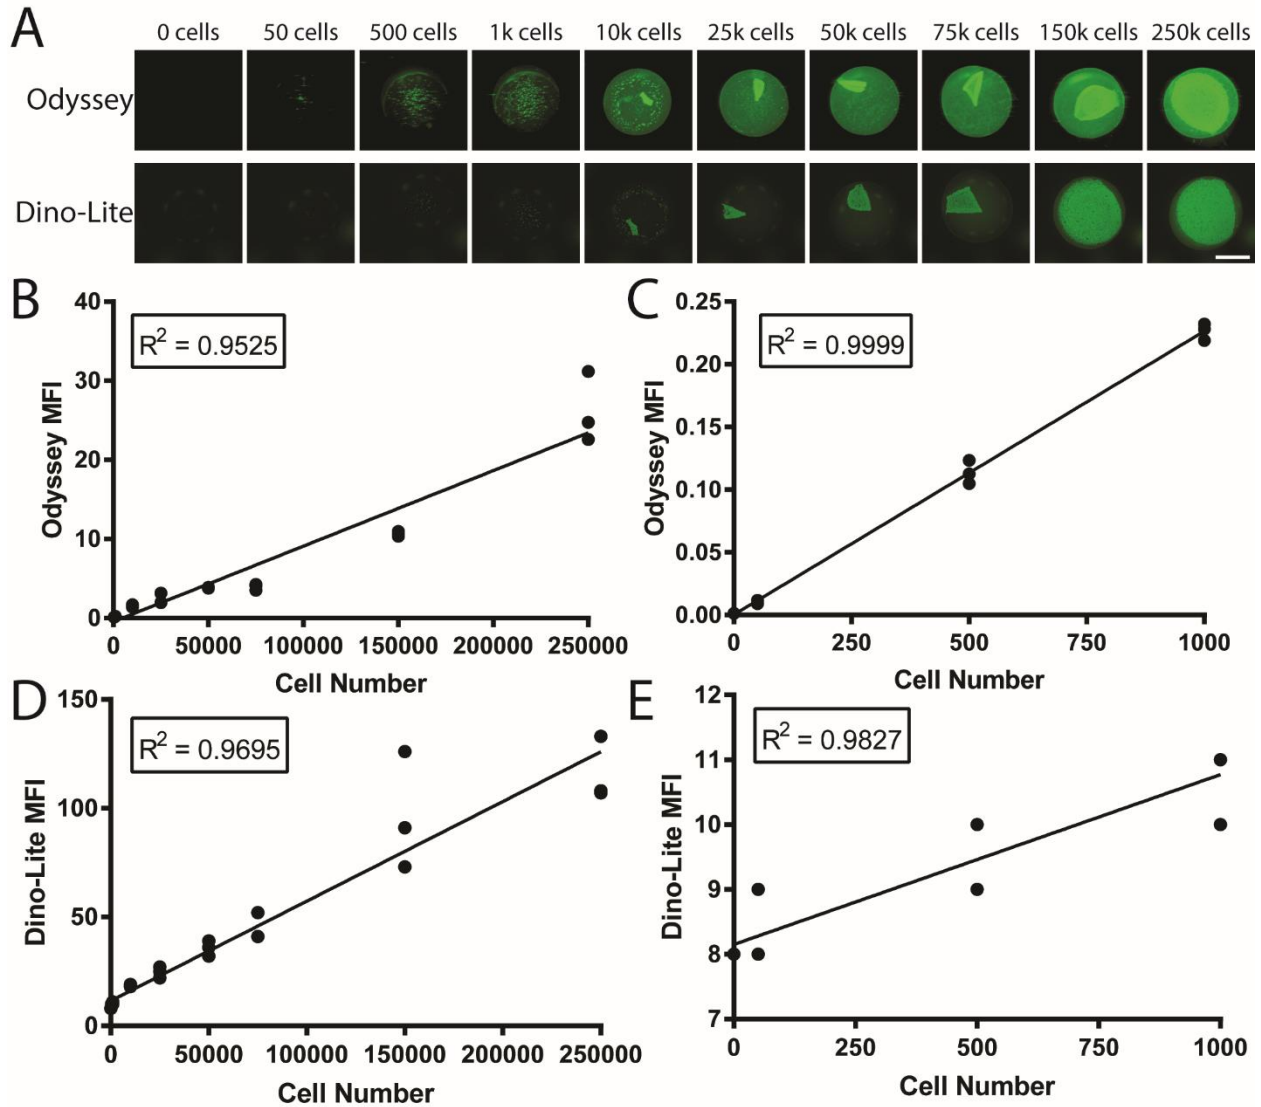 A
0 cells 50 cells 500 cells 1k cells 10k cells 25k cells 50k cells 75k cells 150k cells 250k cells
Odyssey
Dino-Lite
B
40
30
20
10
0
Odyssey MFI
R² = 0.9525
0 50000 100000 150000 200000 250000
Cell Number
C
0.25
0.20
0.15
0.10
0.05
0.00
Odyssey MFI
R² = 0.9999
0 250 500 750 1000
Cell Number
D
150
100
50
0
Dino-Lite MFI
R² = 0.9695
0 50000 100000 150000 200000 250000
Cell Number
E
12
11
10
9
8
7
Dino-Lite MFI
R² = 0.9827
0 250 500 750 1000
Cell Number